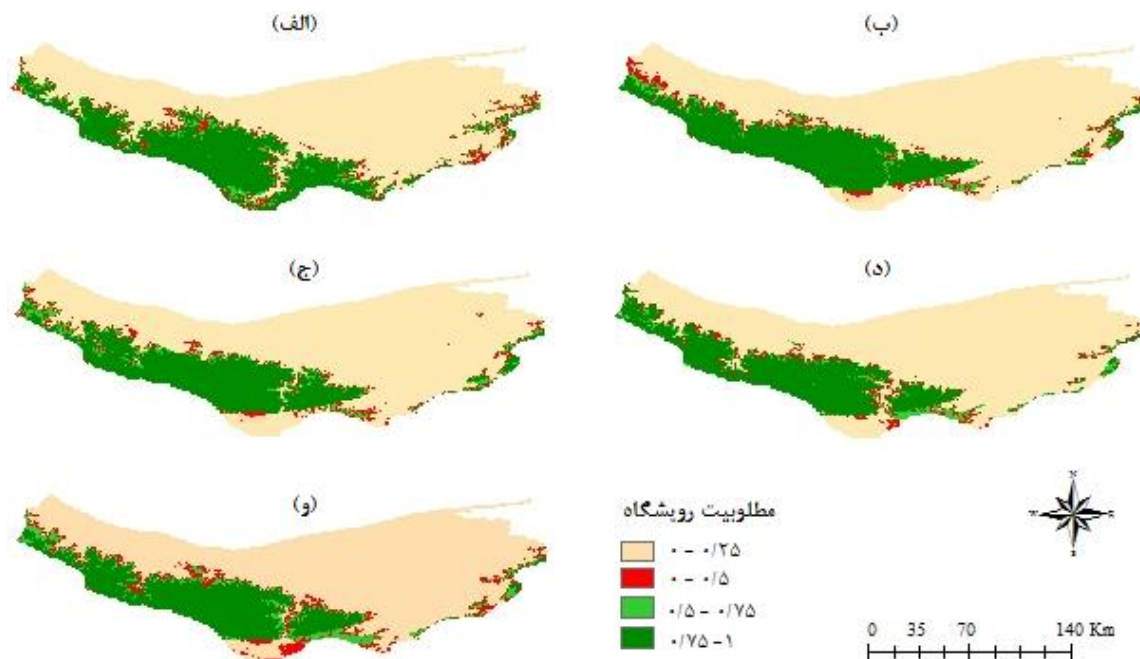 (الف)
(ب)
(ج)
(د)
(و)
مطلوبیت رویشگاه
۰ - ۰/۲۵
۰ - ۰/۵
۰/۵ - ۰/۷۵
۰/۷۵-۱
N
W
E
S
0 35 70 140 Km